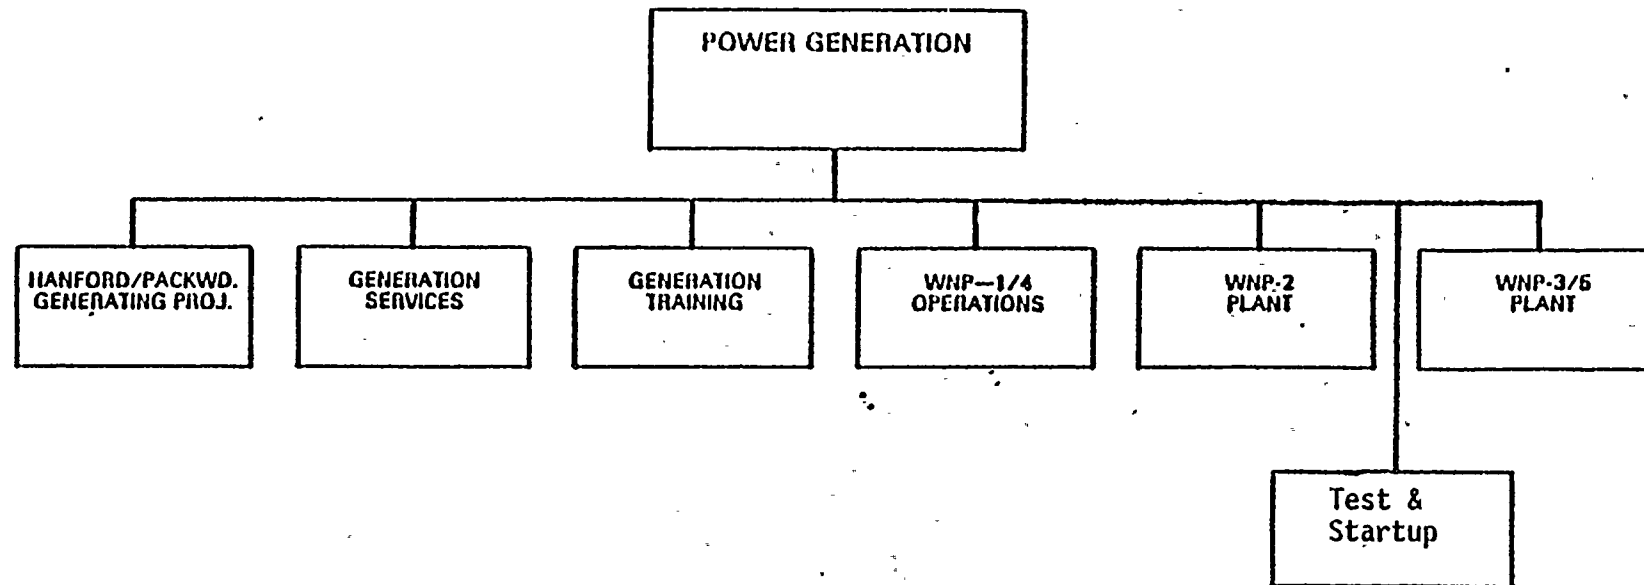 POWER GENERATION
HANFORD/PACKWD.
GENERATING PROJ.
GENERATION
SERVICES
GENERATION
TRAINING
WNP-1/4
OPERATIONS
WNP-2
PLANT
WNP-3/5
PLANT
Test &
Startup